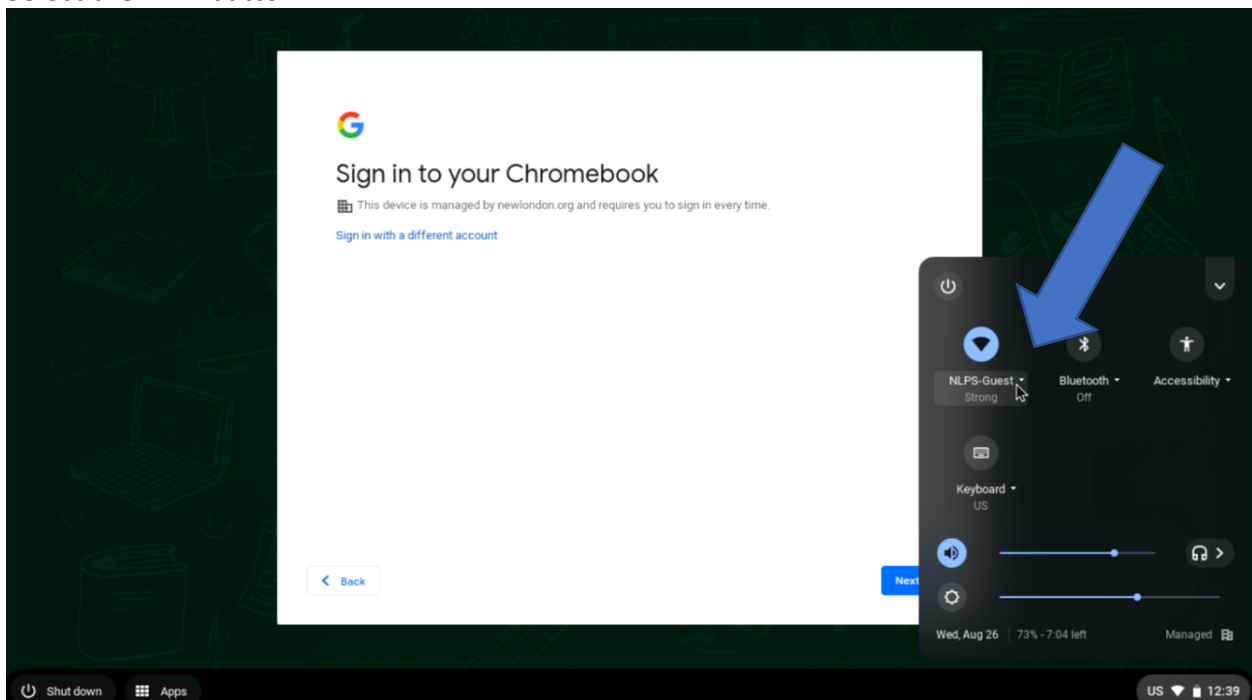 Sign in to your Chromebook
This device is managed by newlondon.org and requires you to sign in every time.
Sign in with a different account
NLPS-Guest
Strong
Bluetooth
Off
Accessibility
Keyboard
US
Back
Next
Wed, Aug 26
73% - 7:04 left
Managed
Shut down
Apps
US
12:39